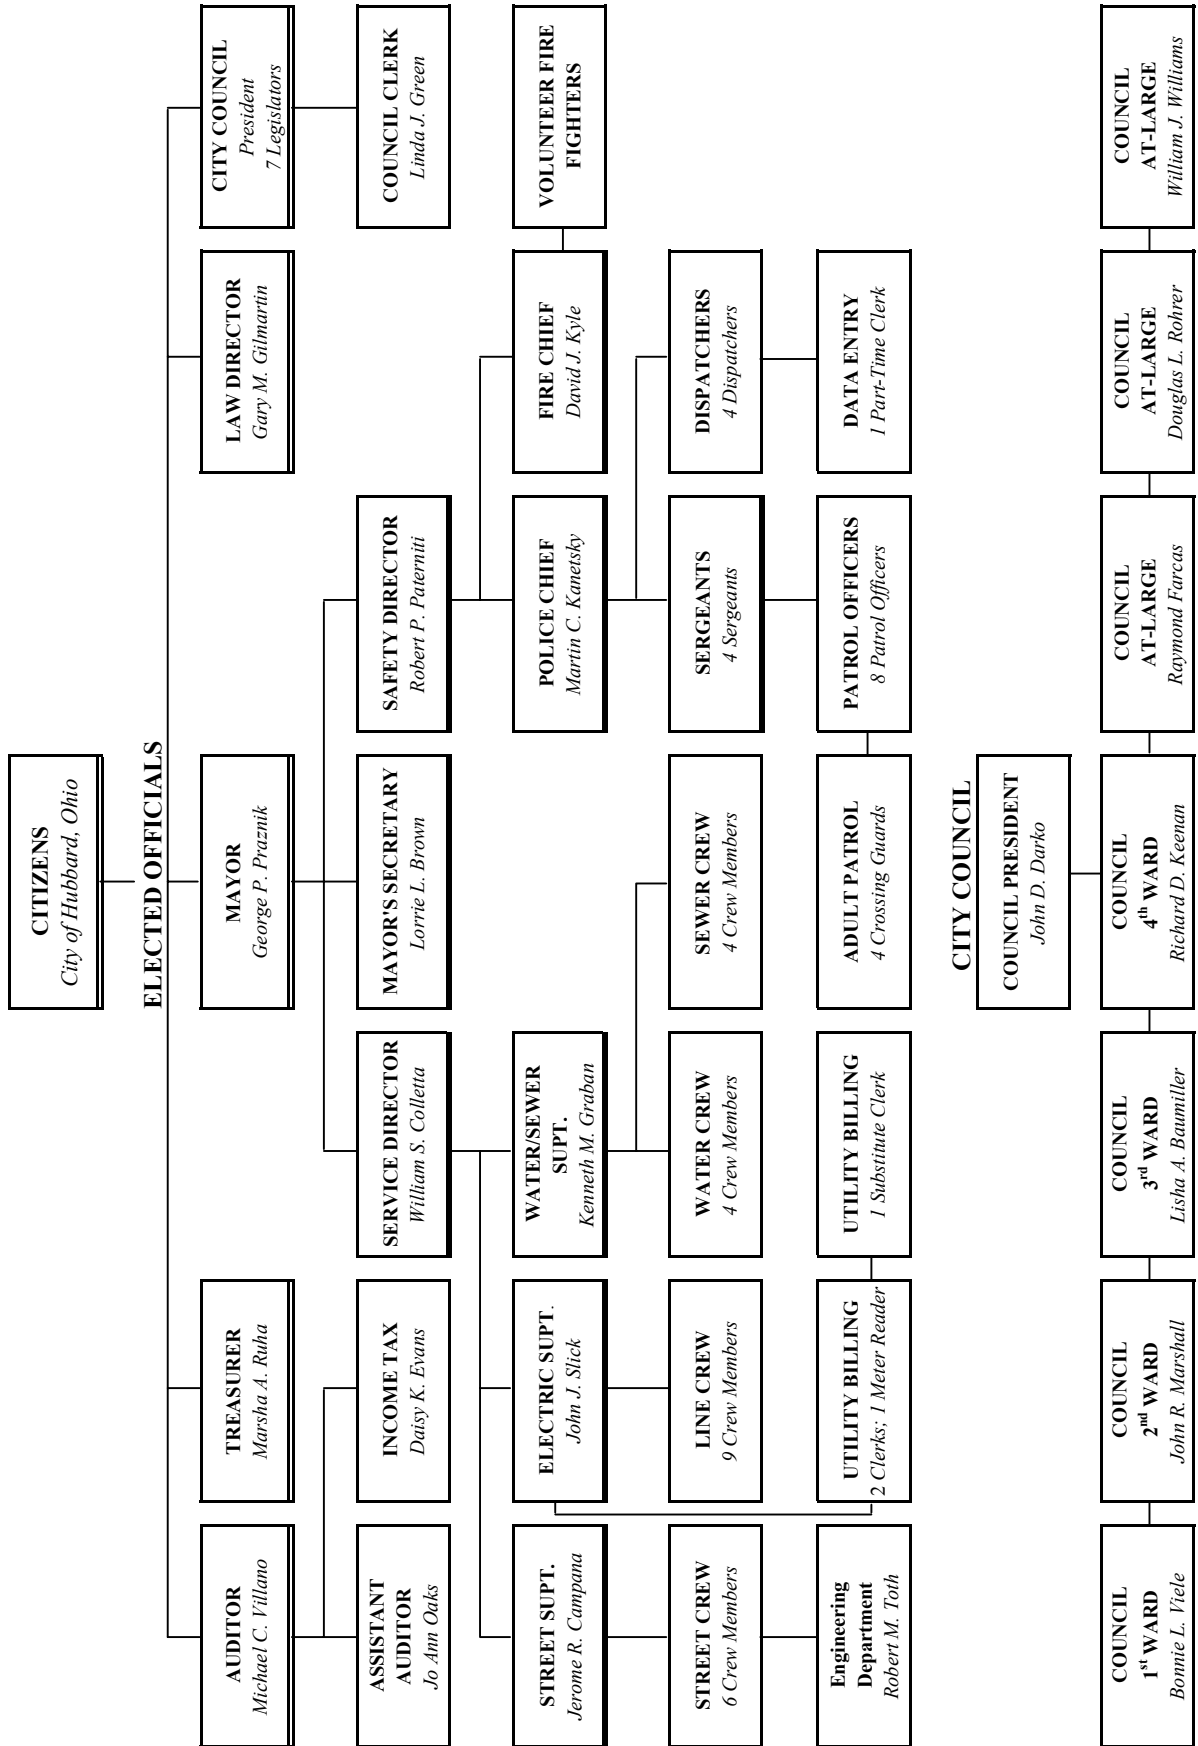 CITIZENS
City of Hubbard, Ohio
ELECTED OFFICIALS
AUDITOR
Michael C. Villano
TREASURER
Marsha A. Ruha
MAYOR
George P. Praznik
LAW DIRECTOR
Gary M. Gilmartin
CITY COUNCIL
President
7 Legislators
ASSISTANT
AUDITOR
Jo Ann Oaks
INCOME TAX
Daisy K. Evans
SERVICE DIRECTOR
William S. Colletta
MAYOR'S SECRETARY
Lorrie L. Brown
SAFETY DIRECTOR
Robert P. Paterniti
COUNCIL CLERK
Linda J. Green
STREET SUPT.
Jerome R. Campana
ELECTRIC SUPT.
John J. Slick
WATER/SEWER
SUPT.
Kenneth M. Graban
POLICE CHIEF
Martin C. Kanetsky
FIRE CHIEF
David J. Kyle
VOLUNTEER FIRE
FIGHTERS
STREET CREW
6 Crew Members
LINE CREW
9 Crew Members
WATER CREW
4 Crew Members
SEWER CREW
4 Crew Members
SERGEANTS
4 Sergeants
DISPATCHERS
4 Dispatchers
Engineering
Department
Robert M. Toth
UTILITY BILLING
2 Clerks; 1 Meter Reader
UTILITY BILLING
1 Substitute Clerk
ADULT PATROL
4 Crossing Guards
PATROL OFFICERS
8 Patrol Officers
DATA ENTRY
1 Part-Time Clerk
CITY COUNCIL
COUNCIL PRESIDENT
John D. Darko
COUNCIL
1st WARD
Bonnie L. Viele
COUNCIL
2nd WARD
John R. Marshall
COUNCIL
3rd WARD
Lisha A. Baumiller
COUNCIL
4th WARD
Richard D. Keenan
COUNCIL
AT-LARGE
Raymond Farcas
COUNCIL
AT-LARGE
Douglas L. Rohrer
COUNCIL
AT-LARGE
William J. Williams